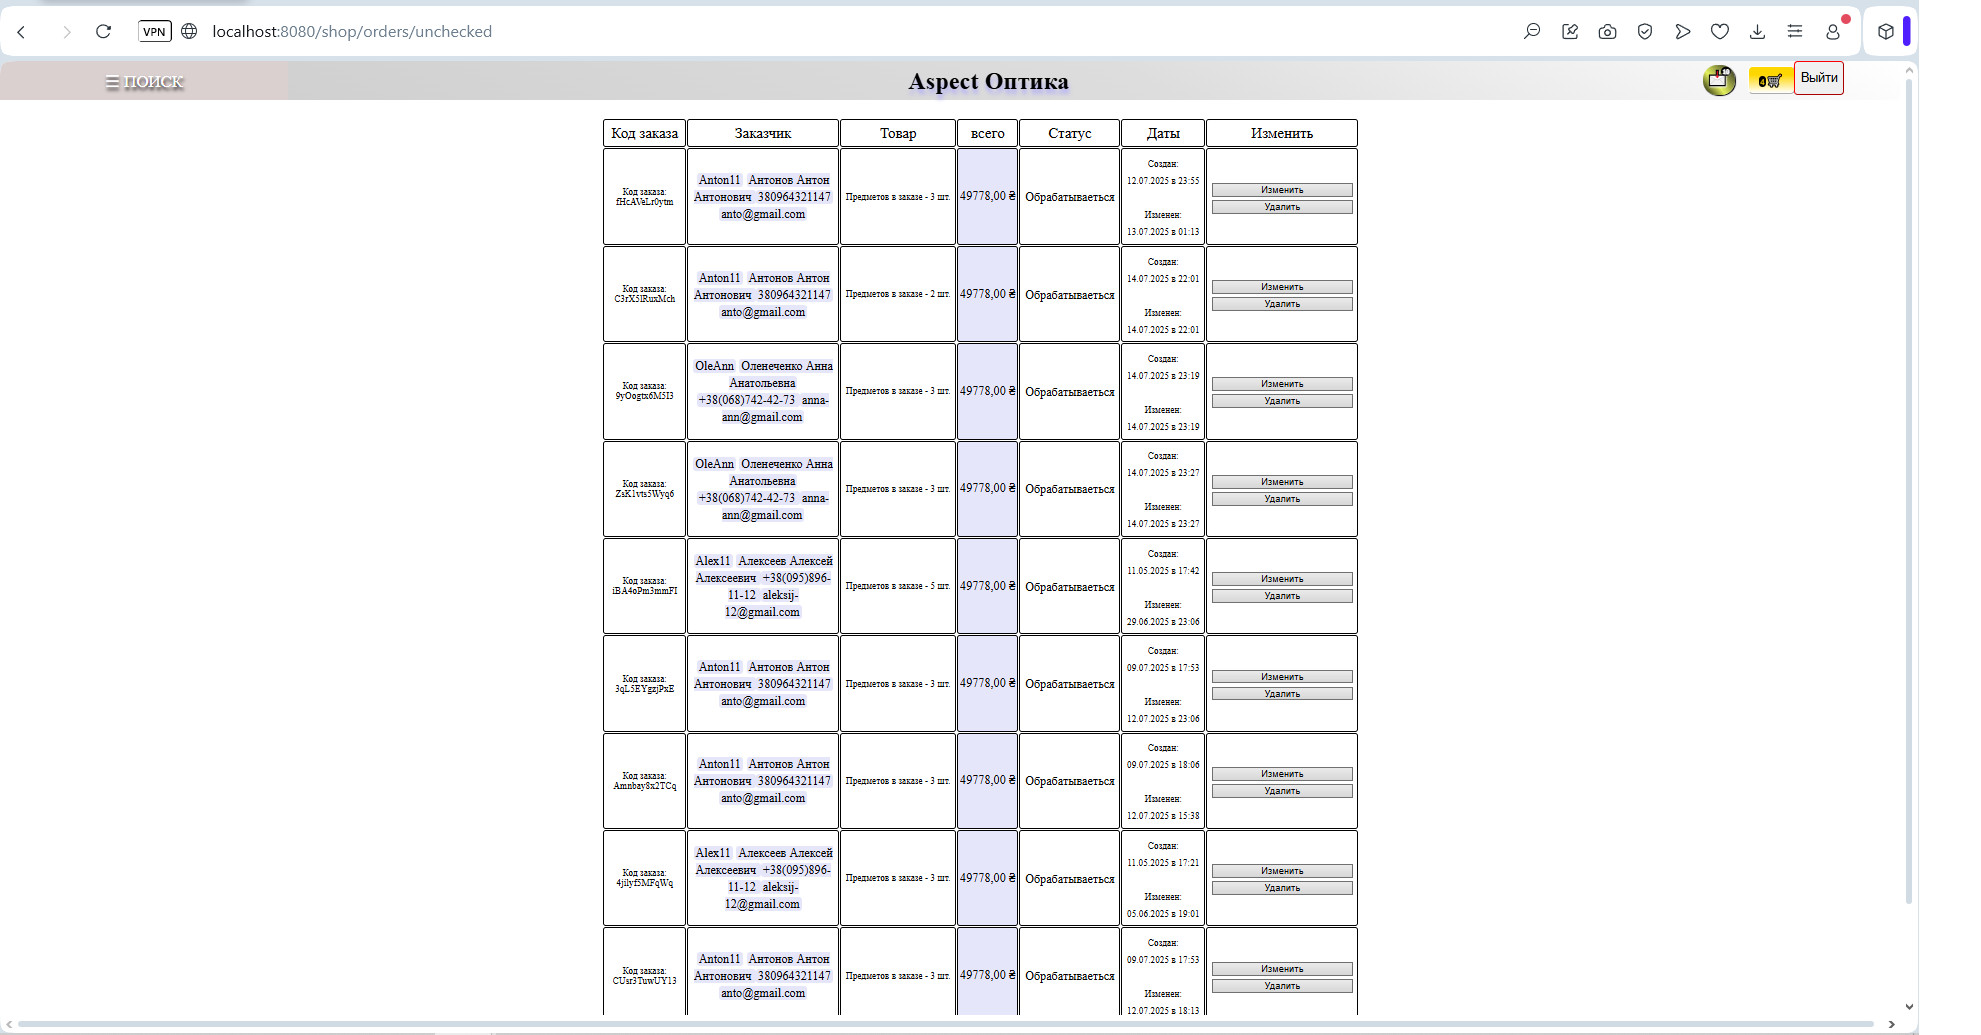 VPN localhost:8080/shop/orders/unchecked
☰ ПОИСК Aspect Оптика 4 Выйти
Код заказа Заказчик Товар всего Статус Даты Изменить
Код заказа:
fHcAVeLr0ytm
Anton11 Антонов Антон
Антонович 380964321147
anto@gmail.com
Предметов в заказе - 3 шт.
49778,00 ₴
Обрабатываеться
Создан:
12.07.2025 в 23:55
Изменен:
13.07.2025 в 01:13
Изменить
Удалить
Код заказа:
C3rX5lRuxMch
Anton11 Антонов Антон
Антонович 380964321147
anto@gmail.com
Предметов в заказе - 2 шт.
49778,00 ₴
Обрабатываеться
Создан:
14.07.2025 в 22:01
Изменен:
14.07.2025 в 22:01
Изменить
Удалить
Код заказа:
9yOogtx6M5I3
OleAnn Оленеченко Анна
Анатольевна
+38(068)742-42-73 anna-
ann@gmail.com
Предметов в заказе - 3 шт.
49778,00 ₴
Обрабатываеться
Создан:
14.07.2025 в 23:19
Изменен:
14.07.2025 в 23:19
Изменить
Удалить
Код заказа:
ZsK1vts5Wyq6
OleAnn Оленеченко Анна
Анатольевна
+38(068)742-42-73 anna-
ann@gmail.com
Предметов в заказе - 3 шт.
49778,00 ₴
Обрабатываеться
Создан:
14.07.2025 в 23:27
Изменен:
14.07.2025 в 23:27
Изменить
Удалить
Код заказа:
iBA4oPm3mmFI
Alex11 Алексеев Алексей
Алексеевич +38(095)896-
11-12 aleksij-
12@gmail.com
Предметов в заказе - 5 шт.
49778,00 ₴
Обрабатываеться
Создан:
11.05.2025 в 17:42
Изменен:
29.06.2025 в 23:06
Изменить
Удалить
Код заказа:
3qL5EYgzjPxE
Anton11 Антонов Антон
Антонович 380964321147
anto@gmail.com
Предметов в заказе - 3 шт.
49778,00 ₴
Обрабатываеться
Создан:
09.07.2025 в 17:53
Изменен:
12.07.2025 в 23:06
Изменить
Удалить
Код заказа:
Amnbay8x2TCq
Anton11 Антонов Антон
Антонович 380964321147
anto@gmail.com
Предметов в заказе - 3 шт.
49778,00 ₴
Обрабатываеться
Создан:
09.07.2025 в 18:06
Изменен:
12.07.2025 в 15:38
Изменить
Удалить
Код заказа:
4jilyf5MFqWq
Alex11 Алексеев Алексей
Алексеевич +38(095)896-
11-12 aleksij-
12@gmail.com
Предметов в заказе - 3 шт.
49778,00 ₴
Обрабатываеться
Создан:
11.05.2025 в 17:21
Изменен:
05.06.2025 в 19:01
Изменить
Удалить
Код заказа:
CUsr3TuwUY13
Anton11 Антонов Антон
Антонович 380964321147
anto@gmail.com
Предметов в заказе - 3 шт.
49778,00 ₴
Обрабатываеться
Создан:
09.07.2025 в 17:53
Изменен:
12.07.2025 в 18:13
Изменить
Удалить